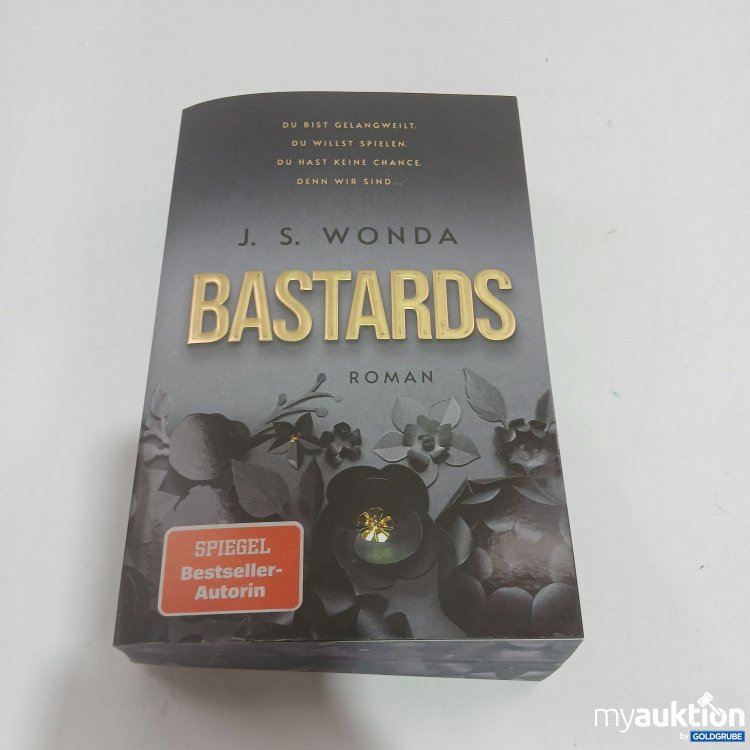 DU BIST GELANGWEILT.
DU WILLST SPIELEN.
DU HAST KEINE CHANCE.
DENN WIR SIND...
J. S. WONDA
BASTARDS
ROMAN
SPIEGEL
Bestseller-
Autorin
myauktion
by GOLDGRUBE